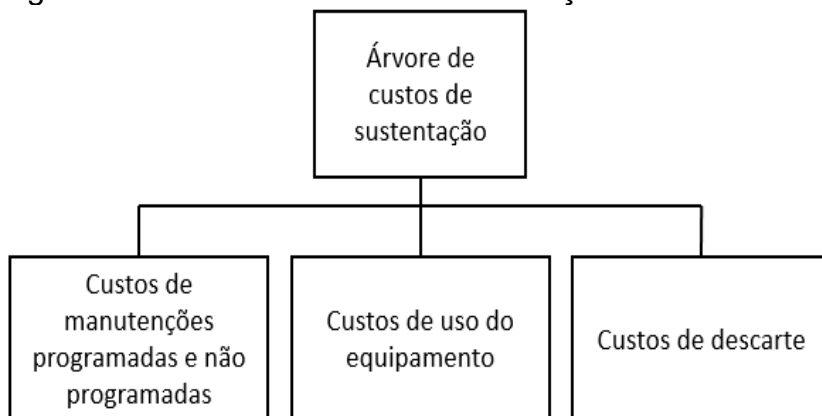 Árvore de
custos de
sustentação
Custos de
manutenções
programadas e não
programadas
Custos de uso do
equipamento
Custos de descarte